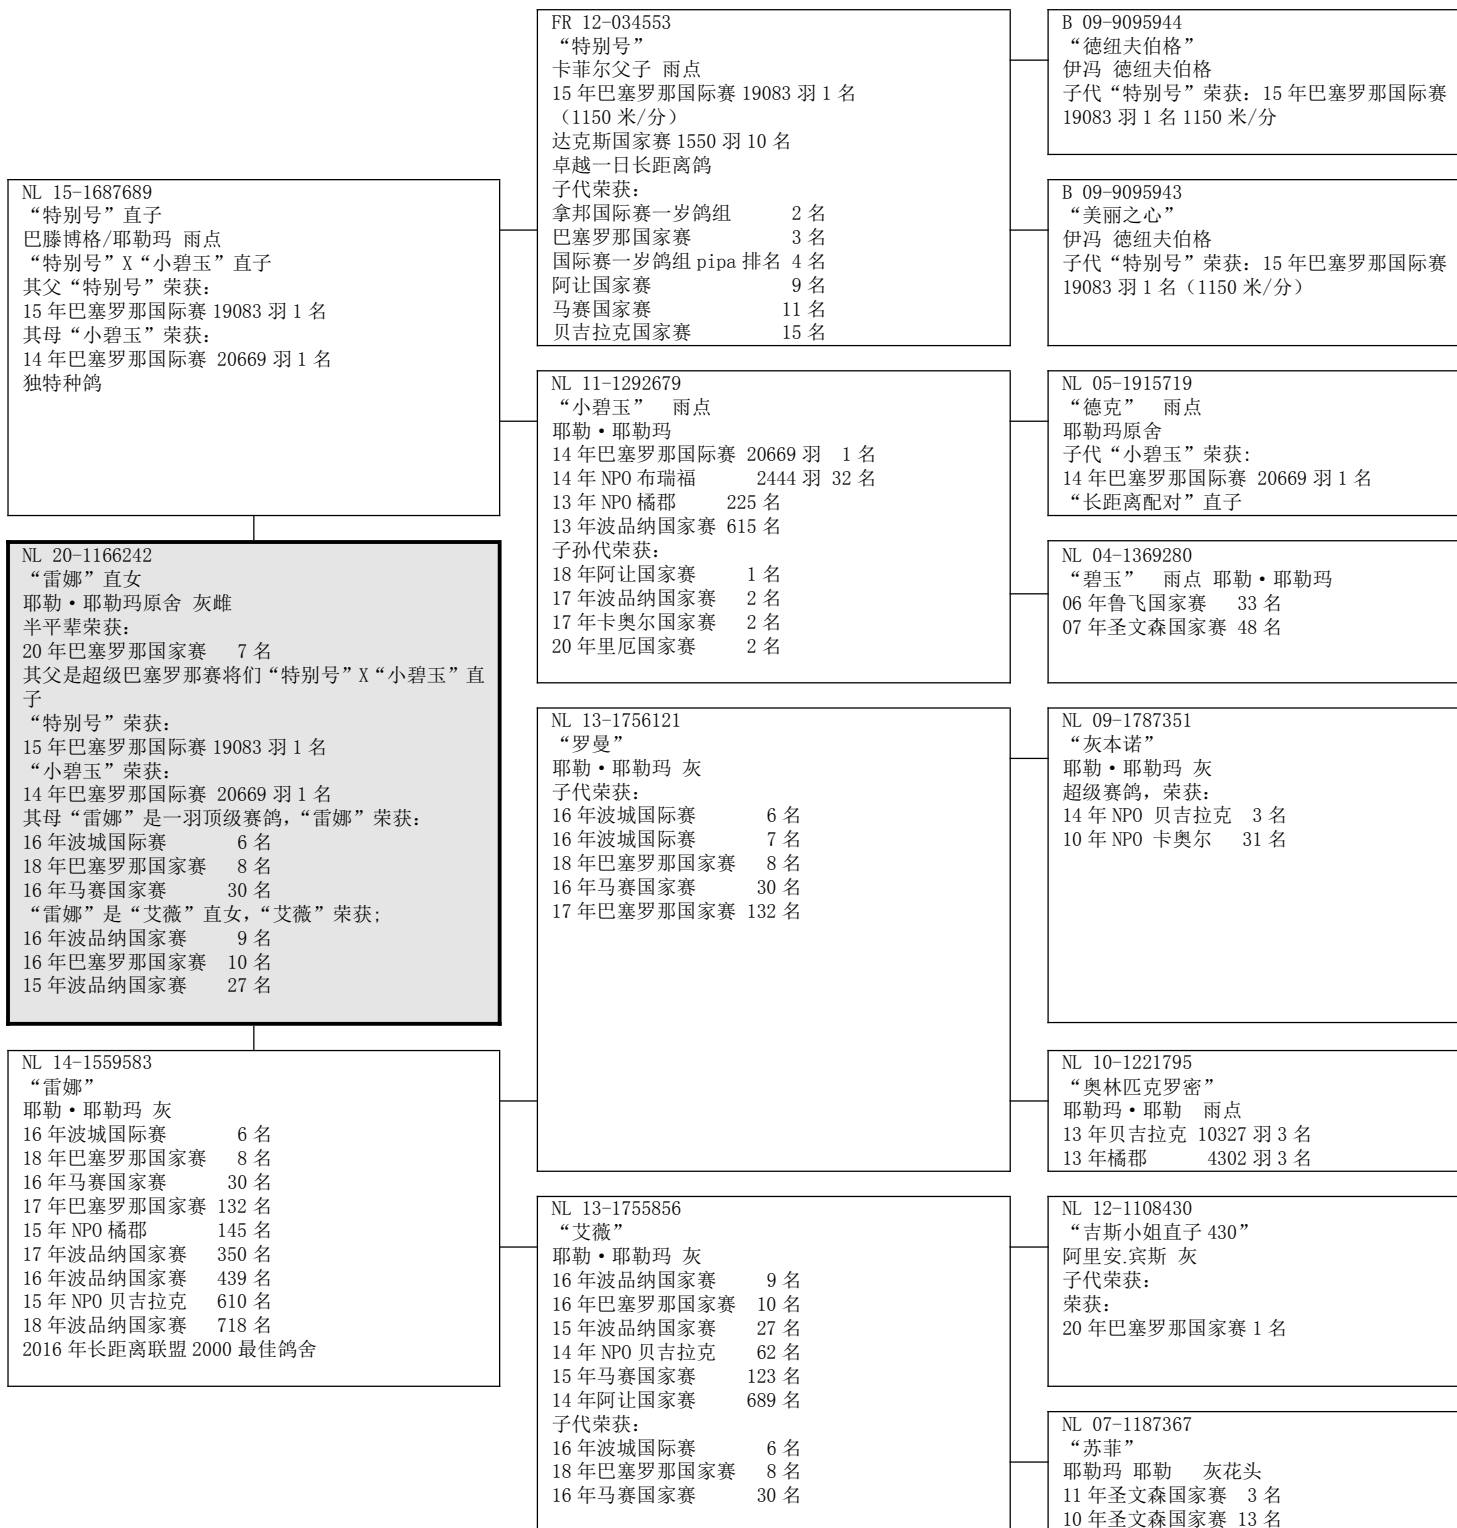 NL 15-1687689
“特别号”直子
巴滕博格/耶勒玛 雨点
“特别号”X“小碧玉”直子
其父“特别号”荣获:
15 年巴塞罗那国际赛 19083 羽 1 名
其母“小碧玉”荣获:
14 年巴塞罗那国际赛 20669 羽 1 名
独特种鸽
NL 20-1166242
“雷娜”直女
耶勒·耶勒玛原舍 灰雌
半平辈荣获:
20 年巴塞罗那国家赛 7 名
其父是超级巴塞罗那赛将们“特别号”X“小碧玉”直
子
“特别号”荣获:
15 年巴塞罗那国际赛 19083 羽 1 名
“小碧玉”荣获:
14 年巴塞罗那国际赛 20669 羽 1 名
其母“雷娜”是一羽顶级赛鸽，“雷娜”荣获:
16 年波城国际赛 6 名
18 年巴塞罗那国家赛 8 名
16 年马赛国家赛 30 名
“雷娜”是“艾薇”直女，“艾薇”荣获;
16 年波品纳国家赛 9 名
16 年巴塞罗那国家赛 10 名
15 年波品纳国家赛 27 名
NL 14-1559583
“雷娜”
耶勒·耶勒玛 灰
16 年波城国际赛 6 名
18 年巴塞罗那国家赛 8 名
16 年马赛国家赛 30 名
17 年巴塞罗那国家赛 132 名
15 年 NPO 橘郡 145 名
17 年波品纳国家赛 350 名
16 年波品纳国家赛 439 名
15 年 NPO 贝吉拉克 610 名
18 年波品纳国家赛 718 名
2016 年长距离联盟 2000 最佳鸽舍
FR 12-034553
“特别号”
卡菲尔父子 雨点
15 年巴塞罗那国际赛 19083 羽 1 名
（1150 米/分）
达克斯国家赛 1550 羽 10 名
卓越一日长距离鸽
子代荣获:
拿邦国际赛一岁鸽组 2 名
巴塞罗那国家赛 3 名
国际赛一岁鸽组 pipa 排名 4 名
阿让国家赛 9 名
马赛国家赛 11 名
贝吉拉克国家赛 15 名
NL 11-1292679
“小碧玉” 雨点
耶勒·耶勒玛
14 年巴塞罗那国际赛 20669 羽 1 名
14 年 NPO 布瑞福 2444 羽 32 名
13 年 NPO 橘郡 225 名
13 年波品纳国家赛 615 名
子孙代荣获:
18 年阿让国家赛 1 名
17 年波品纳国家赛 2 名
17 年卡奥尔国家赛 2 名
20 年里厄国家赛 2 名
NL 13-1756121
“罗曼”
耶勒·耶勒玛 灰
子代荣获:
16 年波城国际赛 6 名
16 年波城国际赛 7 名
18 年巴塞罗那国家赛 8 名
16 年马赛国家赛 30 名
17 年巴塞罗那国家赛 132 名
NL 13-1755856
“艾薇”
耶勒·耶勒玛 灰
16 年波品纳国家赛 9 名
16 年巴塞罗那国家赛 10 名
15 年波品纳国家赛 27 名
14 年 NPO 贝吉拉克 62 名
15 年马赛国家赛 123 名
14 年阿让国家赛 689 名
子代荣获:
16 年波城国际赛 6 名
18 年巴塞罗那国家赛 8 名
16 年马赛国家赛 30 名
B 09-9095944
“德纽夫伯格”
伊冯 德纽夫伯格
子代“特别号”荣获: 15 年巴塞罗那国际赛
19083 羽 1 名 1150 米/分
B 09-9095943
“美丽之心”
伊冯 德纽夫伯格
子代“特别号”荣获: 15 年巴塞罗那国际赛
19083 羽 1 名（1150 米/分）
NL 05-1915719
“德克” 雨点
耶勒玛原舍
子代“小碧玉”荣获:
14 年巴塞罗那国际赛 20669 羽 1 名
“长距离配对”直子
NL 04-1369280
“碧玉” 雨点 耶勒·耶勒玛
06 年鲁飞国家赛 33 名
07 年圣文森国家赛 48 名
NL 09-1787351
“灰本诺”
耶勒·耶勒玛 灰
超级赛鸽，荣获:
14 年 NPO 贝吉拉克 3 名
10 年 NPO 卡奥尔 31 名
NL 10-1221795
“奥林匹克罗密”
耶勒玛·耶勒 雨点
13 年贝吉拉克 10327 羽 3 名
13 年橘郡 4302 羽 3 名
NL 12-1108430
“吉斯小姐直子 430”
阿里安.宾斯 灰
子代荣获:
荣获:
20 年巴塞罗那国家赛 1 名
NL 07-1187367
“苏菲”
耶勒玛 耶勒 灰花头
11 年圣文森国家赛 3 名
10 年圣文森国家赛 13 名